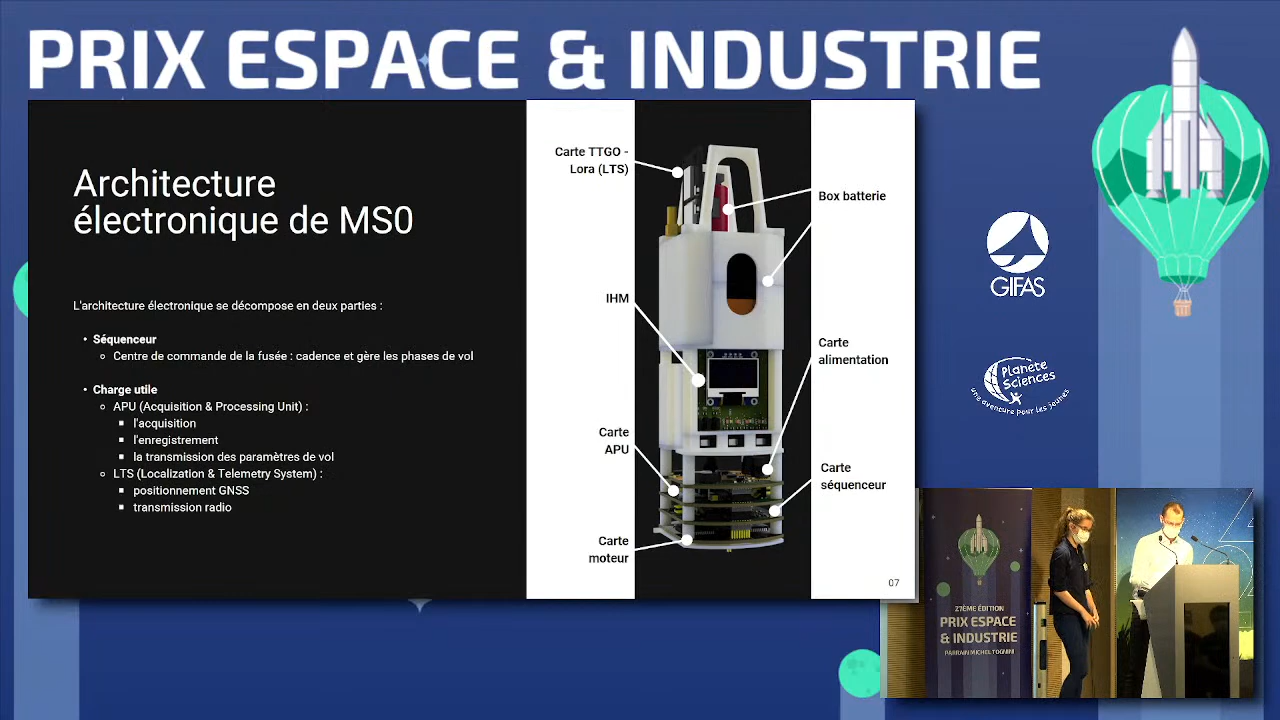 PRIX ESPACE & INDUSTRIE
Architecture
électronique de MS0
L'architecture électronique se décompose en deux parties :
• Séquenceur
Centre de commande de la fusée : cadence et gère les phases de vol
• Charge utile
APU (Acquisition & Processing Unit) :
l'acquisition
l'enregistrement
la transmission des paramètres de vol
LTS (Localization & Telemetry System) :
positionnement GNSS
transmission radio
Carte TTGO -
Lora (LTS)
Box batterie
IHM
Carte
alimentation
Carte
APU
Carte
séquenceur
Carte
moteur
07
GIFAS
Planète
Sciences
une aventure pour les jeunes
27ÈME ÉDITION
PRIX ESPACE
& INDUSTRIE
PARRAIN MICHEL TOGNINI